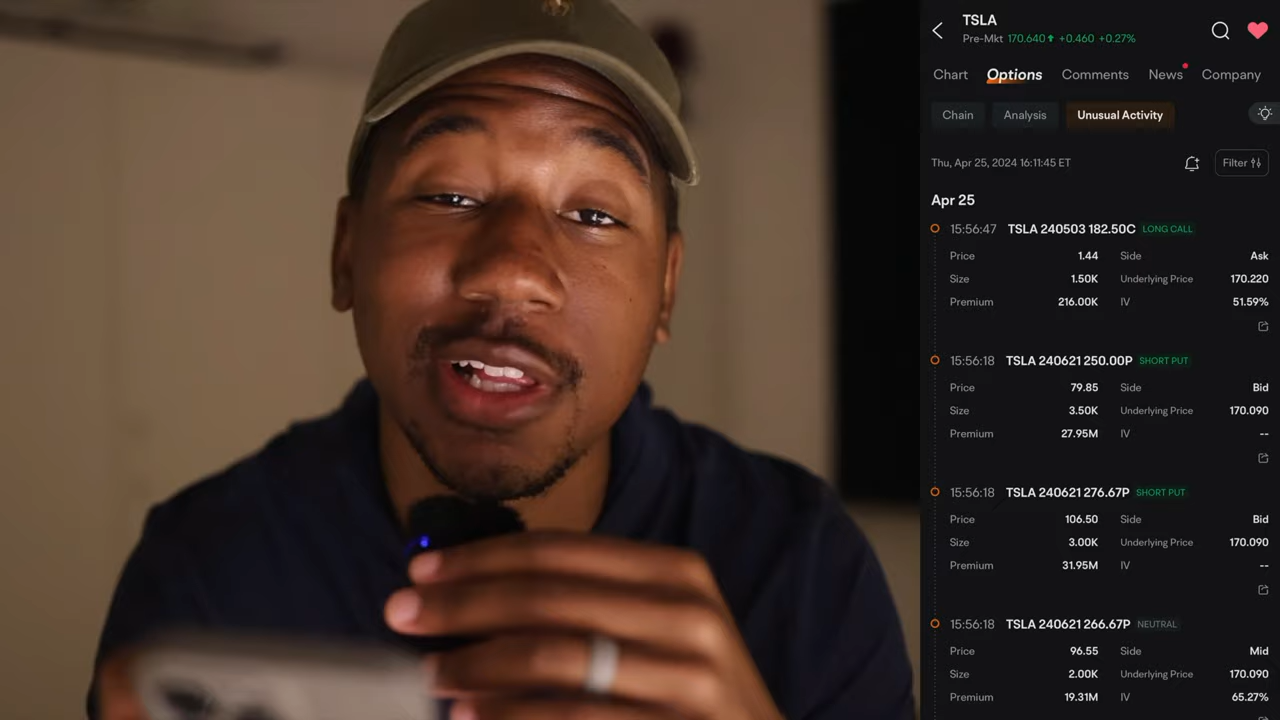 TSLA
Pre-Mkt 170.640 +0.460 +0.27%
Chart Options Comments News Company
Chain Analysis Unusual Activity
Thu, Apr 25, 2024 16:11:45 ET Filter
Apr 25
15:56:47 TSLA 240503 182.50C LONG CALL
Price 1.44 Side Ask
Size 1.50K Underlying Price 170.220
Premium 216.00K IV 51.59%
15:56:18 TSLA 240621 250.00P SHORT PUT
Price 79.85 Side Bid
Size 3.50K Underlying Price 170.090
Premium 27.95M IV --
15:56:18 TSLA 240621 276.67P SHORT PUT
Price 106.50 Side Bid
Size 3.00K Underlying Price 170.090
Premium 31.95M IV --
15:56:18 TSLA 240621 266.67P NEUTRAL
Price 96.55 Side Mid
Size 2.00K Underlying Price 170.090
Premium 19.31M IV 65.27%